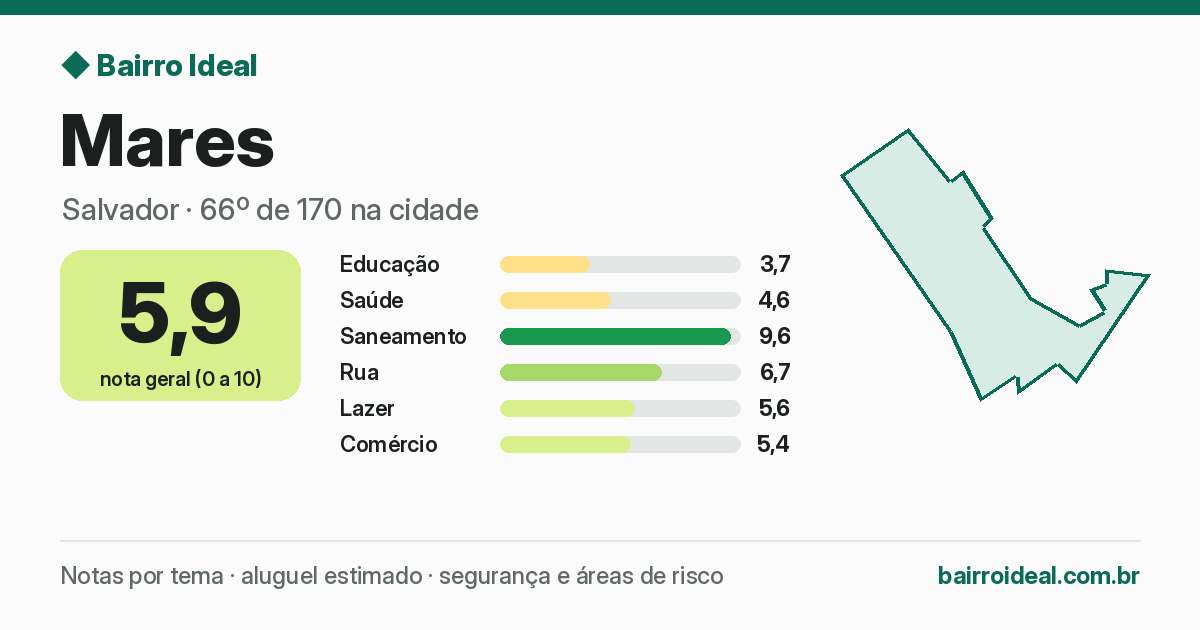 Bairro Ideal
Mares
Salvador · 66º de 170 na cidade
5,9
nota geral (0 a 10)
Educação 3,7
Saúde 4,6
Saneamento 9,6
Rua 6,7
Lazer 5,6
Comércio 5,4
Notas por tema · aluguel estimado · segurança e áreas de risco
bairroideal.com.br